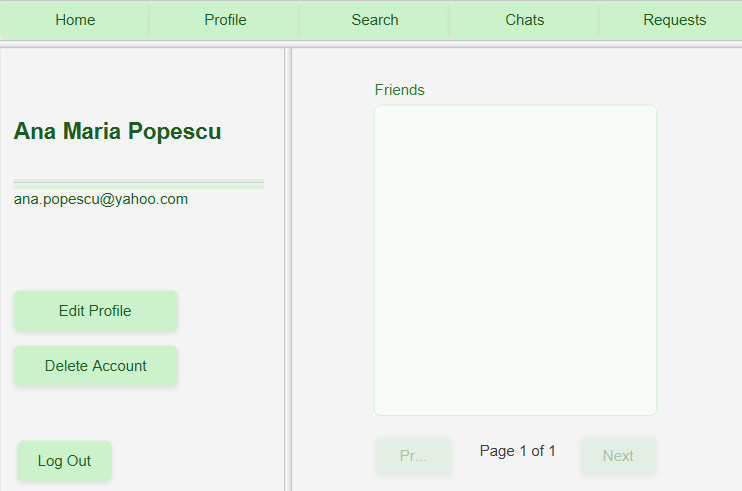 Home Profile Search Chats Requests
Ana Maria Popescu
ana.popescu@yahoo.com
Edit Profile
Delete Account
Log Out
Friends
Pr... Page 1 of 1 Next